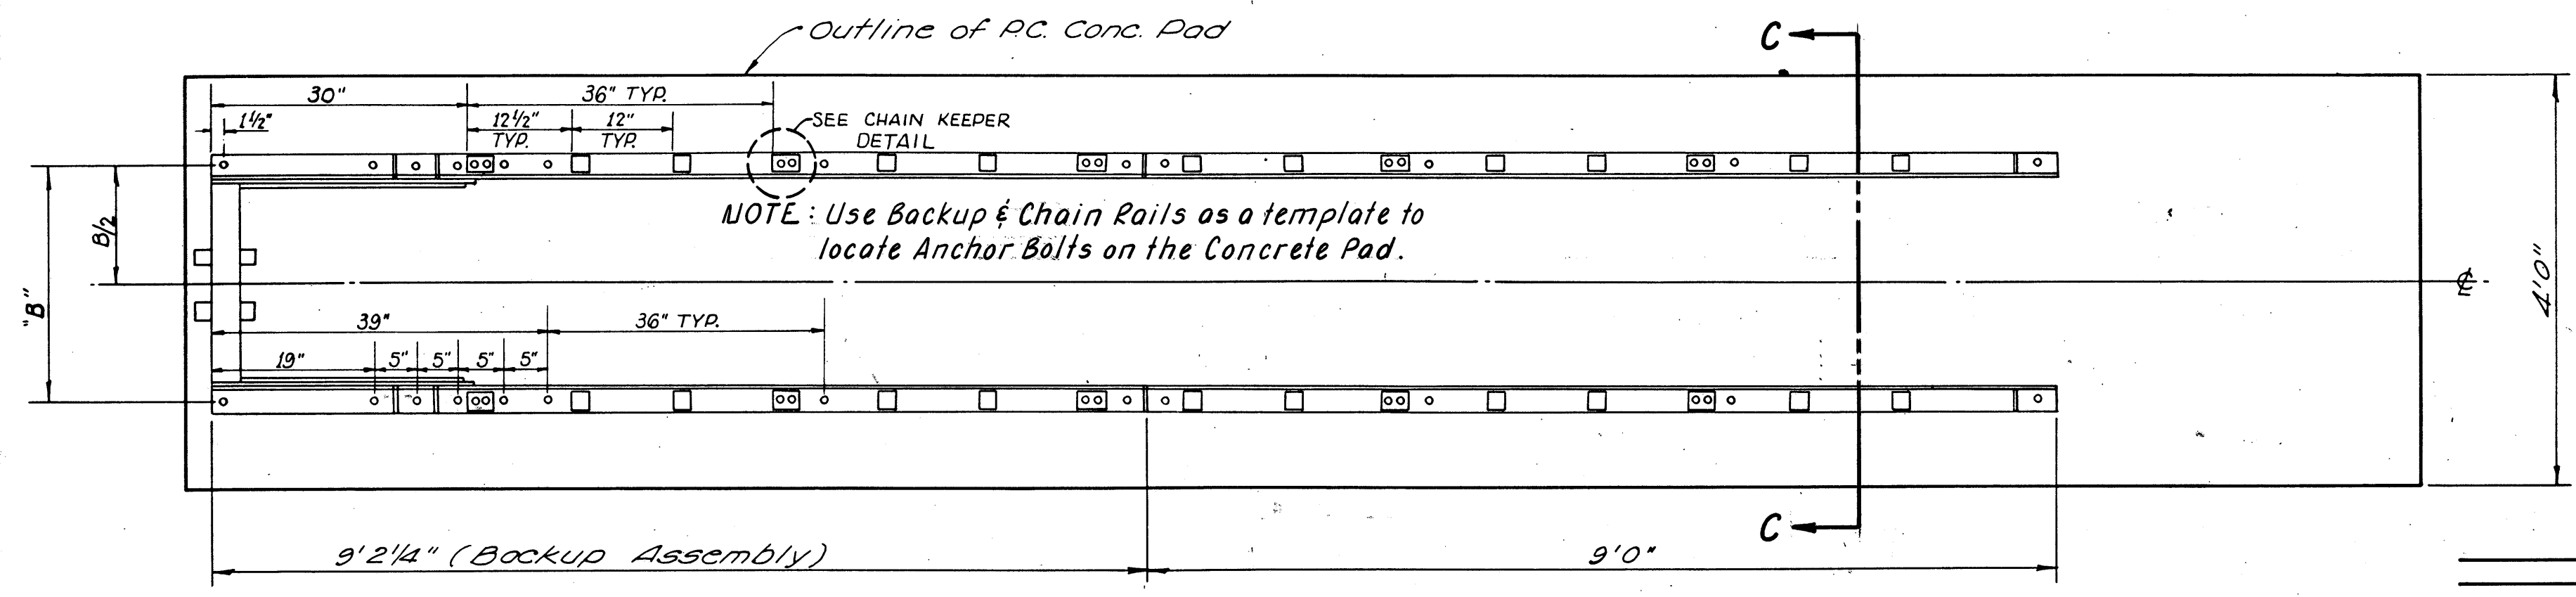 Outline of P.C. Conc. Pad
C
30"
36" TYP.
1½"
12½"
TYP.
12"
TYP.
SEE CHAIN KEEPER
DETAIL
NOTE: Use Backup & Chain Rails as a template to
locate Anchor Bolts on the Concrete Pad.
B/2
"B"
4'0"
℄
39"
36" TYP.
19"
5"
5"
5"
5"
C
9'2¼" (Backup Assembly)
9'0"